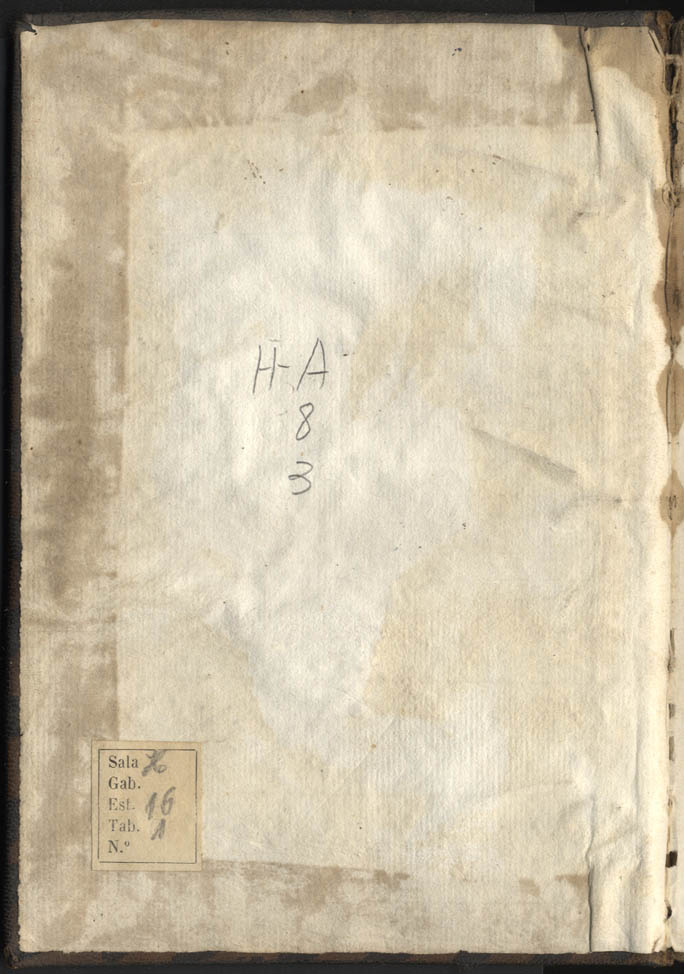 H-A
8
3
Sala
Gab.
Est. 16
Tab. 1
N.º